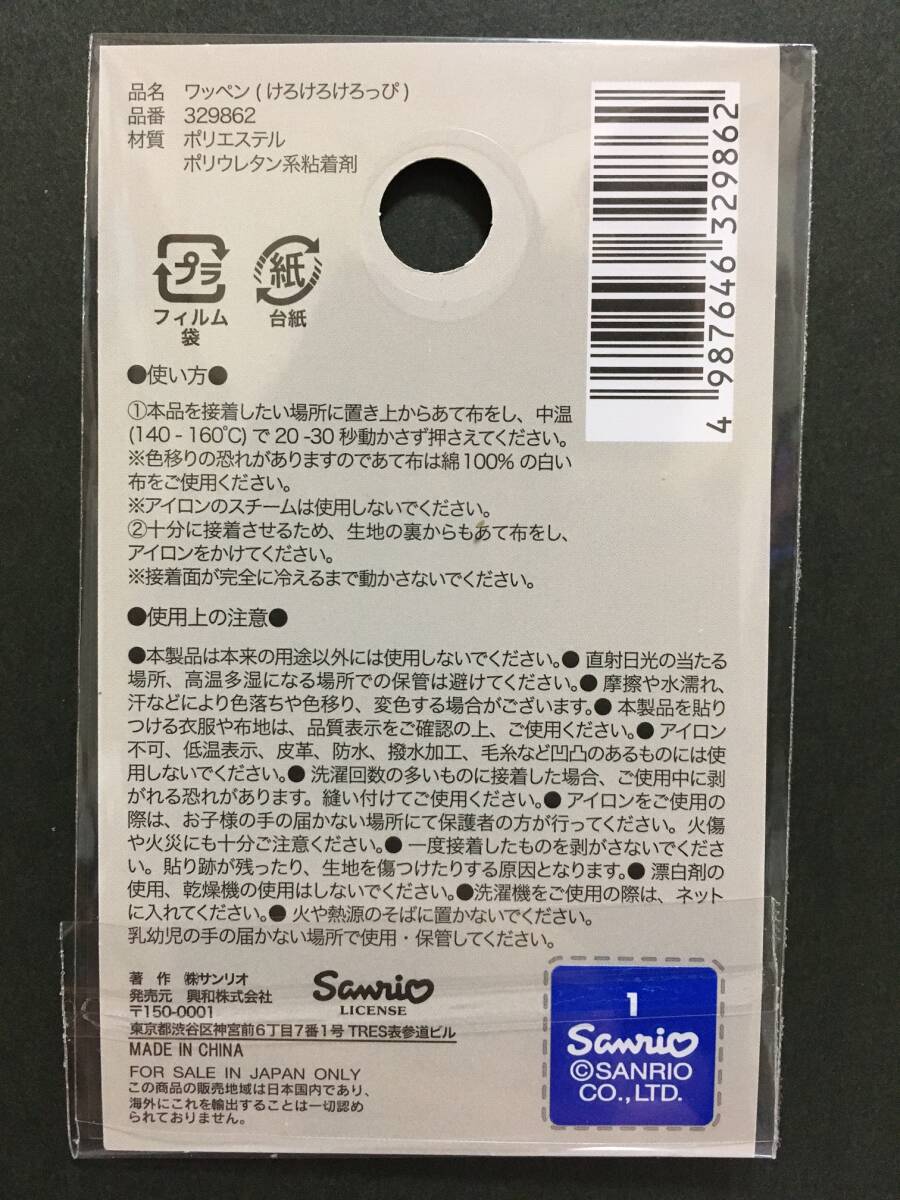 品名　ワッペン ( けろけろけろっぴ )
品番　329862
材質　ポリエステル
ポリウレタン系粘着剤
4 987646 329862
プラ
フィルム
袋
紙
台紙
●使い方●
①本品を接着したい場所に置き上からあて布をし、中温
(140 - 160℃) で 20 -30 秒動かさず押さえてください。
※色移りの恐れがありますのであて布は綿100% の白い
布をご使用ください。
※アイロンのスチームは使用しないでください。
②十分に接着させるため、生地の裏からもあて布をし、
アイロンをかけてください。
※接着面が完全に冷えるまで動かさないでください。
●使用上の注意●
●本製品は本来の用途以外には使用しないでください。● 直射日光の当たる
場所、高温多湿になる場所での保管は避けてください。● 摩擦や水濡れ、
汗などにより色落ちや色移り、変色する場合がございます。● 本製品を貼り
つける衣服や布地は、品質表示をご確認の上、ご使用ください。● アイロン
不可、低温表示、皮革、防水、撥水加工、毛糸など凹凸のあるものには使
用しないでください。● 洗濯回数の多いものに接着した場合、ご使用中に剥
がれる恐れがあります。縫い付けてご使用ください。● アイロンをご使用の
際は、お子様の手の届かない場所にて保護者の方が行ってください。火傷
や火災にも十分ご注意ください。● 一度接着したものを剥がさないでくださ
い。貼り跡が残ったり、生地を傷つけたりする原因となります。● 漂白剤の
使用、乾燥機の使用はしないでください。●洗濯機をご使用の際は、ネット
に入れてください。● 火や熱源のそばに置かないでください。
乳幼児の手の届かない場所で使用・保管してください。
著　作　㈱サンリオ
発売元　興和株式会社
〒150-0001
東京都渋谷区神宮前6丁目7番1号 TRES表参道ビル
MADE IN CHINA
FOR SALE IN JAPAN ONLY
この商品の販売地域は日本国内であり、
海外にこれを輸出することは一切認め
られておりません。
Sanrio
LICENSE
1
Sanrio
©SANRIO
CO.,LTD.